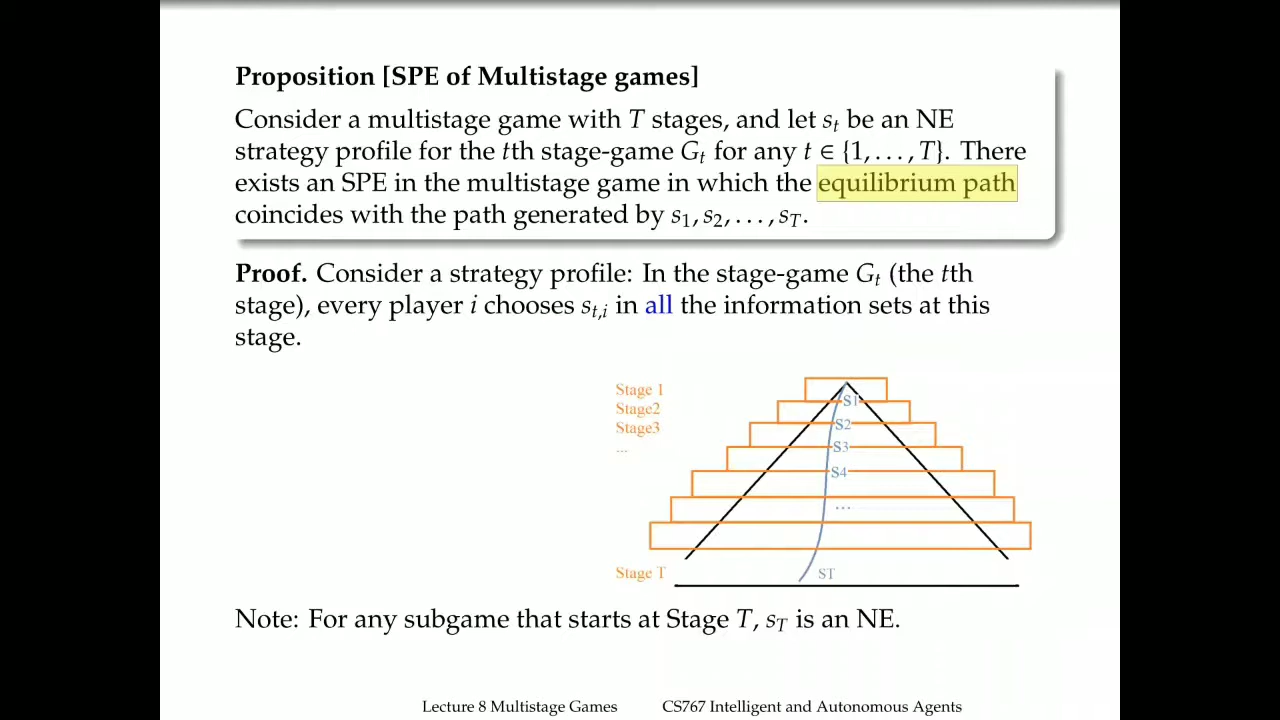 Proposition [SPE of Multistage games]
Consider a multistage game with T stages, and let s_t be an NE
strategy profile for the tth stage-game G_t for any t ∈ {1, . . . , T}. There
exists an SPE in the multistage game in which the equilibrium path
coincides with the path generated by s_1, s_2, . . . , s_T.
Proof. Consider a strategy profile: In the stage-game G_t (the tth
stage), every player i chooses s_{t,i} in all the information sets at this
stage.
Stage 1
Stage2
Stage3
...
Stage T
S1
S2
S3
S4
...
ST
Note: For any subgame that starts at Stage T, s_T is an NE.
Lecture 8 Multistage Games CS767 Intelligent and Autonomous Agents